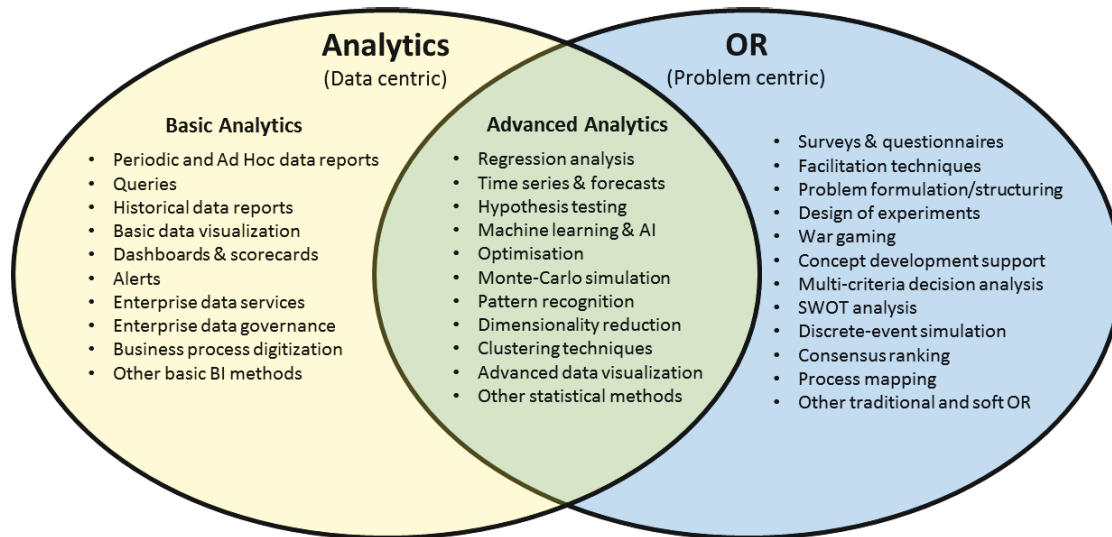 Analytics
(Data centric)
OR
(Problem centric)
Basic Analytics
• Periodic and Ad Hoc data reports
• Queries
• Historical data reports
• Basic data visualization
• Dashboards & scorecards
• Alerts
• Enterprise data services
• Enterprise data governance
• Business process digitization
• Other basic BI methods
Advanced Analytics
• Regression analysis
• Time series & forecasts
• Hypothesis testing
• Machine learning & AI
• Optimisation
• Monte-Carlo simulation
• Pattern recognition
• Dimensionality reduction
• Clustering techniques
• Advanced data visualization
• Other statistical methods
• Surveys & questionnaires
• Facilitation techniques
• Problem formulation/structuring
• Design of experiments
• War gaming
• Concept development support
• Multi-criteria decision analysis
• SWOT analysis
• Discrete-event simulation
• Consensus ranking
• Process mapping
• Other traditional and soft OR